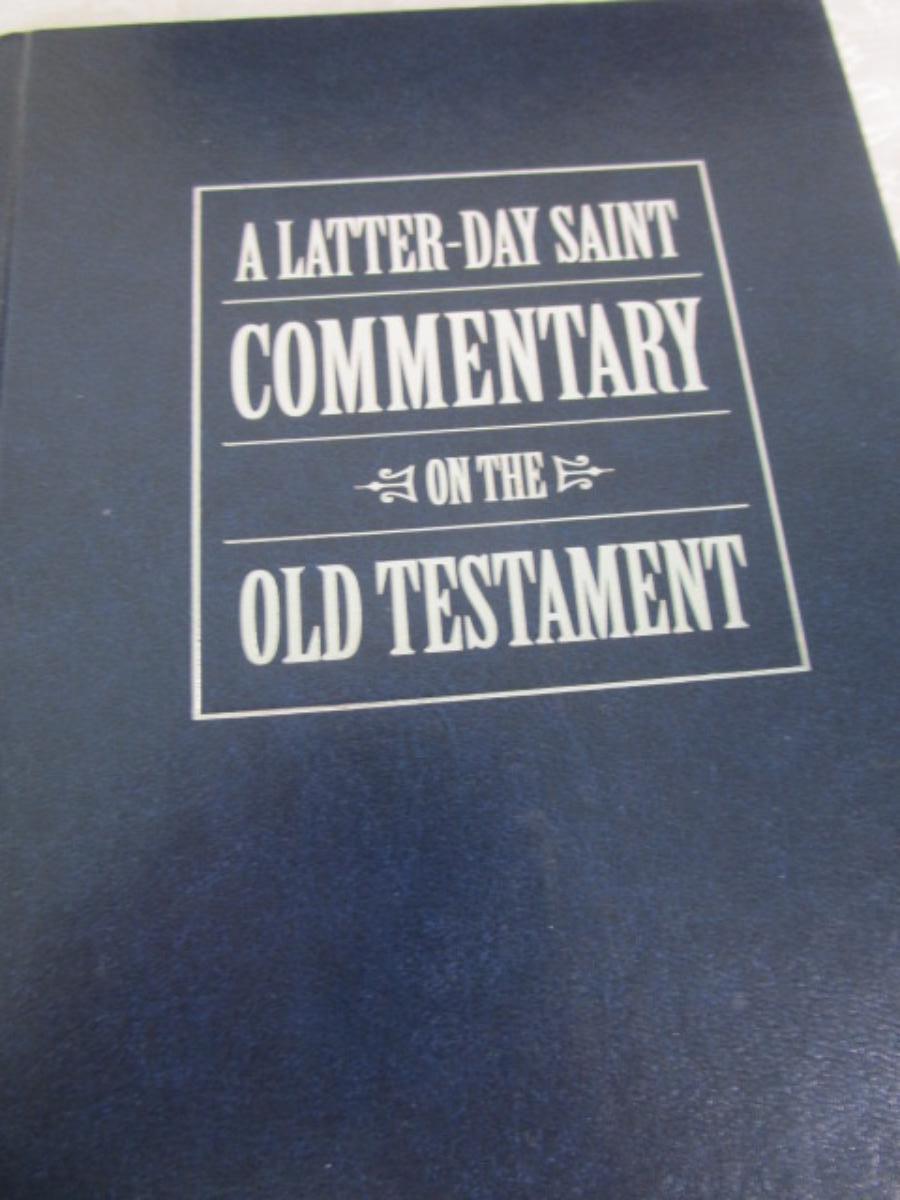 A LATTER-DAY SAINT
COMMENTARY
ON THE
OLD TESTAMENT